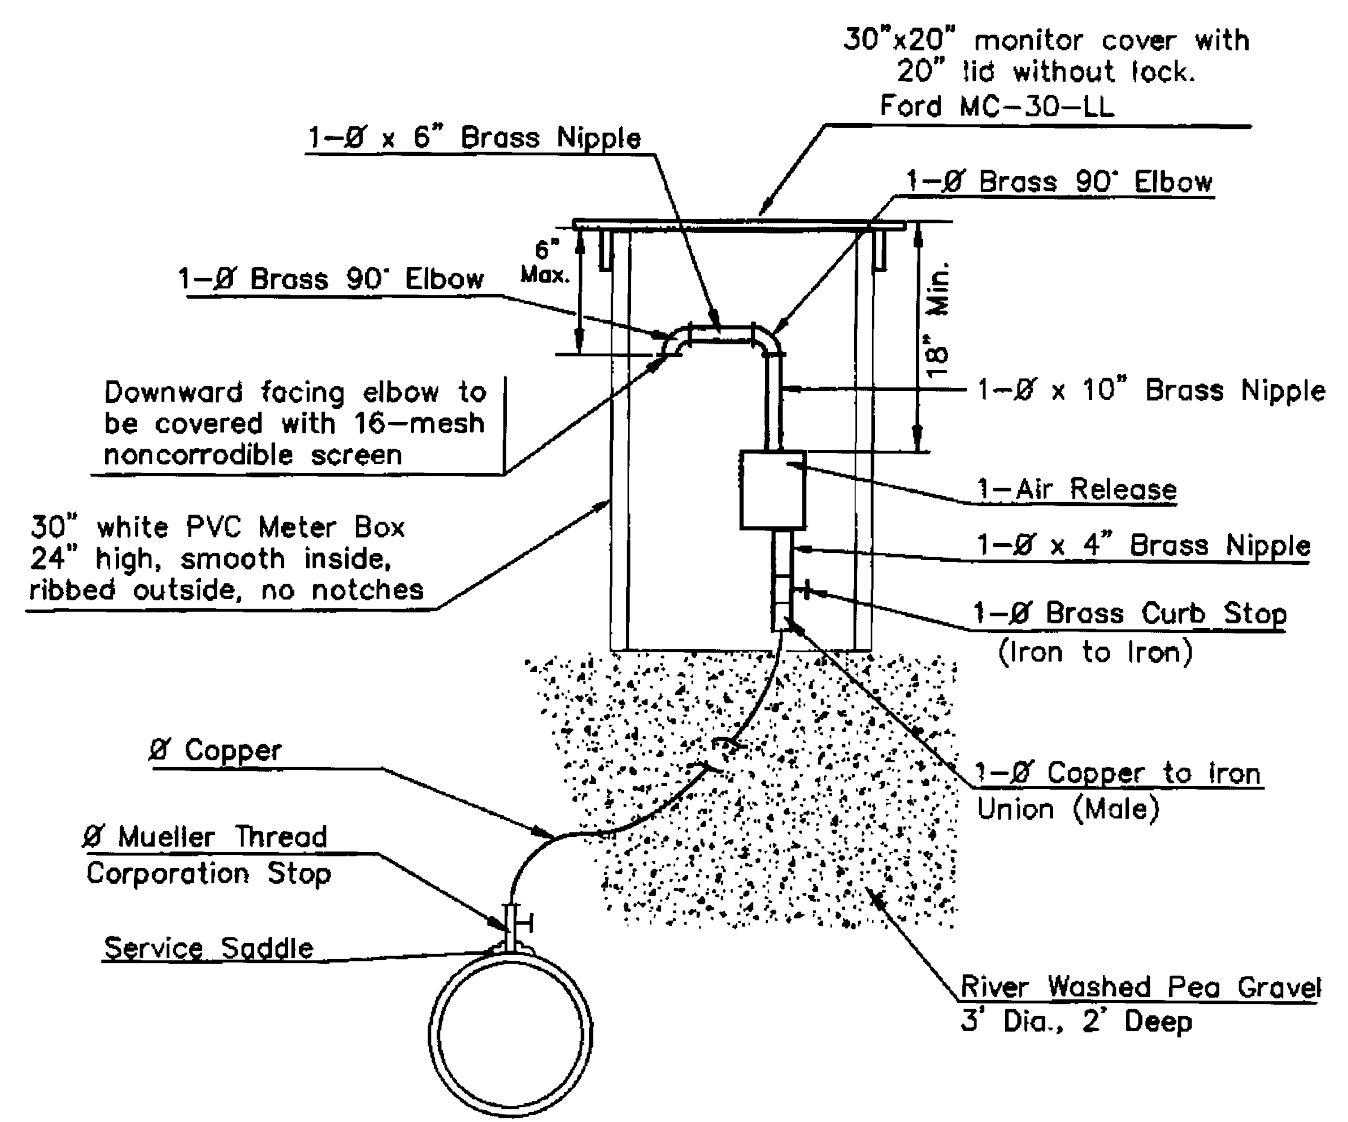 30"x20" monitor cover with
20" lid without lock.
Ford MC-30-LL
1-Ø x 6" Brass Nipple
1-Ø Brass 90° Elbow
6"
Max.
1-Ø Brass 90° Elbow
18" Min.
Downward facing elbow to
be covered with 16-mesh
noncorrodible screen
1-Ø x 10" Brass Nipple
1-Air Release
30" white PVC Meter Box
24" high, smooth inside,
ribbed outside, no notches
1-Ø x 4" Brass Nipple
1-Ø Brass Curb Stop
(Iron to Iron)
Ø Copper
1-Ø Copper to Iron
Union (Male)
Ø Mueller Thread
Corporation Stop
Service Saddle
River Washed Pea Gravel
3' Dia., 2' Deep